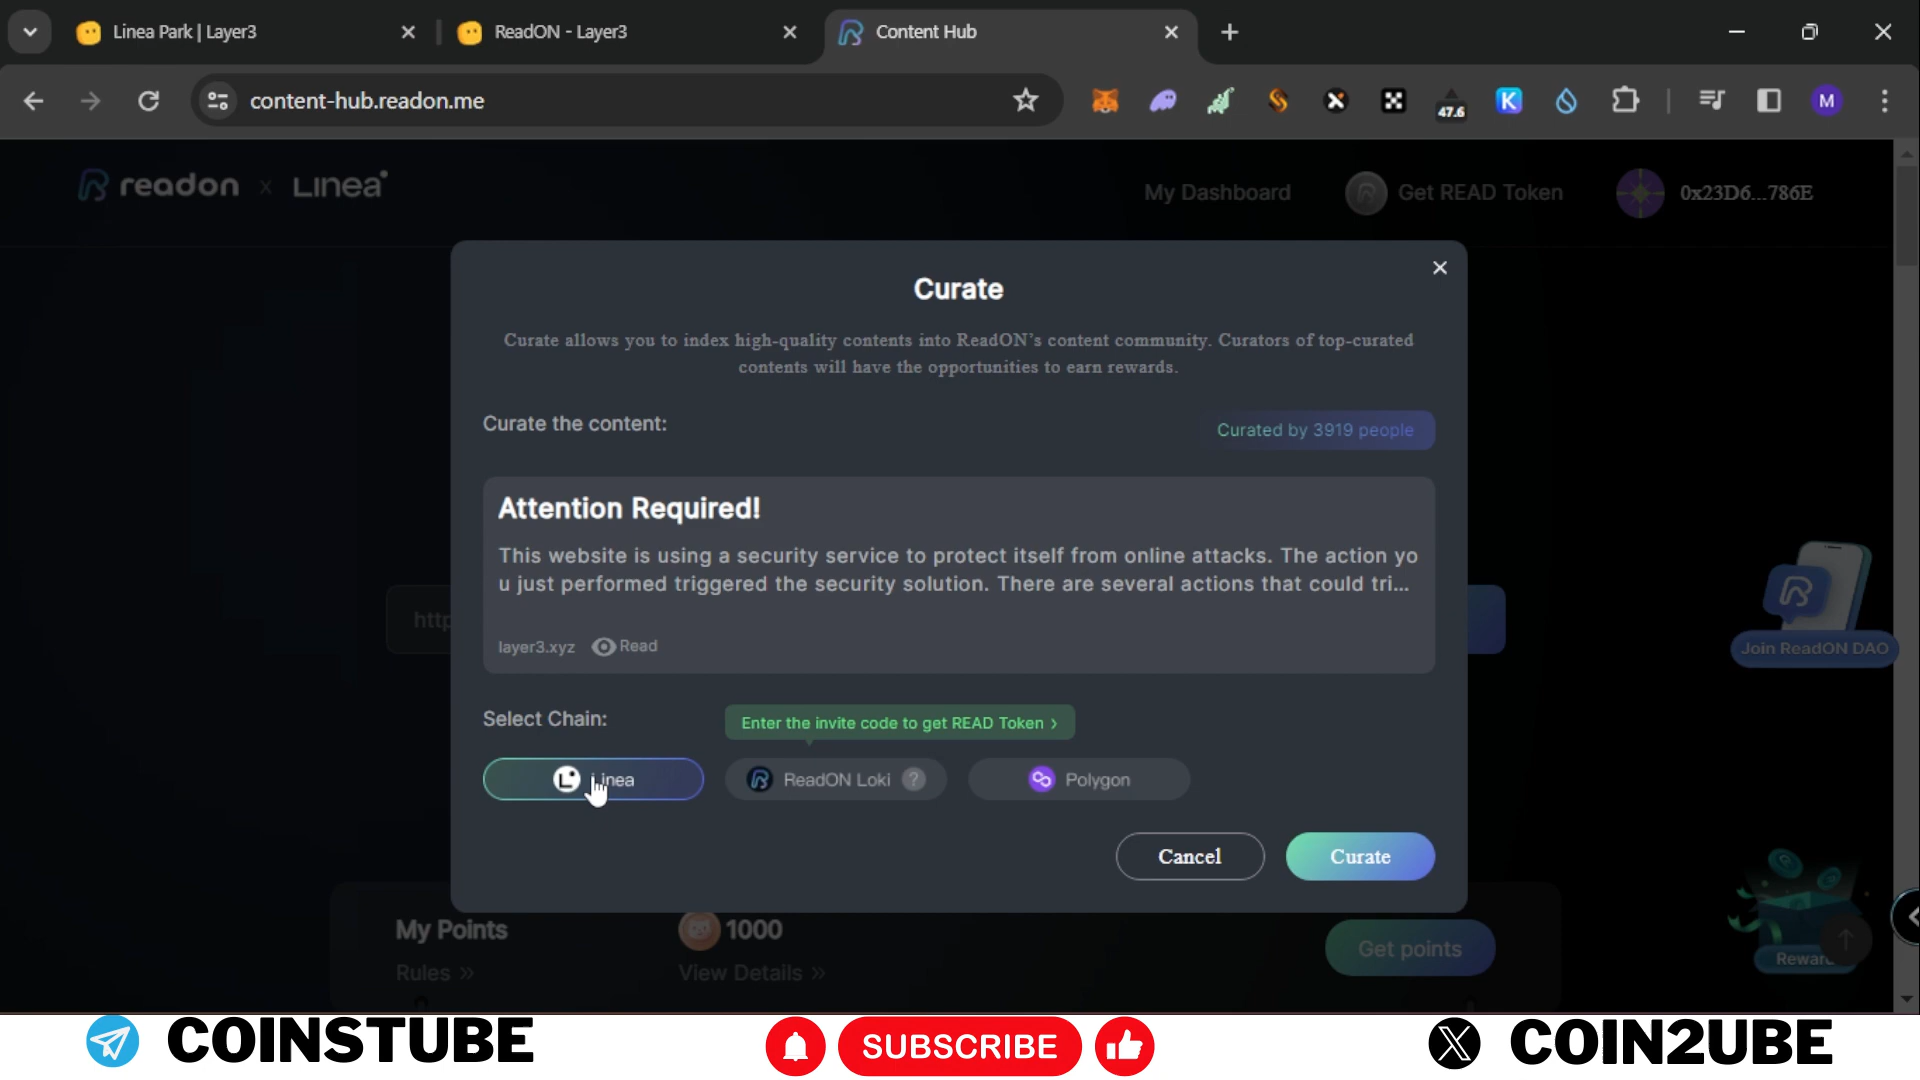 Linea Park | Layer3
ReadON - Layer3
Content Hub
content-hub.readon.me
47.6
K
M
readon x Linea
My Dashboard
Get READ Token
0x23D6...786E
Curate
Curate allows you to index high-quality contents into ReadON's content community. Curators of top-curated
contents will have the opportunities to earn rewards.
Curate the content:
Curated by 3919 people
Attention Required!
This website is using a security service to protect itself from online attacks. The action yo
u just performed triggered the security solution. There are several actions that could tri...
http
layer3.xyz
Read
Join ReadON DAO
Select Chain:
Enter the invite code to get READ Token >
Linea
ReadON Loki ?
Polygon
Cancel
Curate
My Points
1000
Get points
Rules >>
View Details >>
Rewar
COINSTUBE
SUBSCRIBE
COIN2UBE